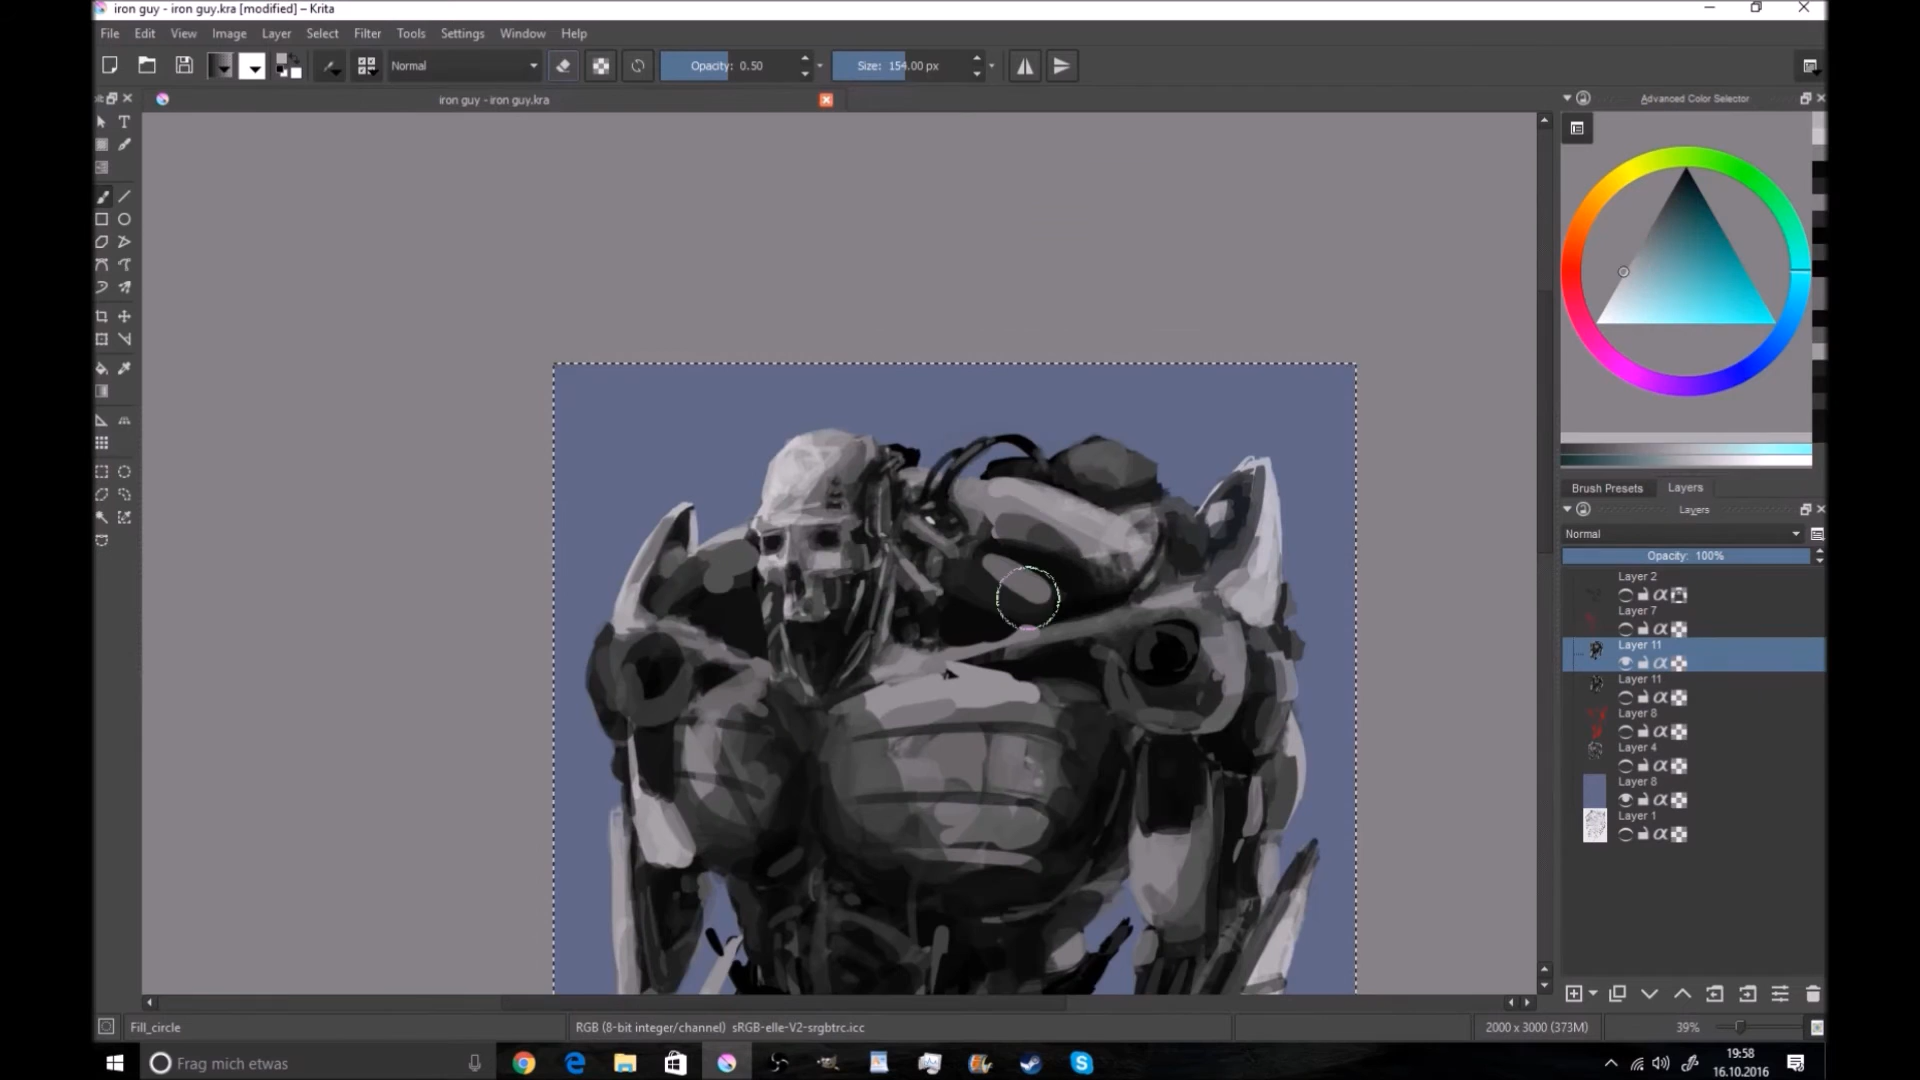 iron guy - iron guy.kra [modified] – Krita
File Edit View Image Layer Select Filter Tools Settings Window Help
Normal Opacity: 0.50 Size: 154.00 px
iron guy - iron guy.kra
Advanced Color Selector
Brush Presets Layers
Layers
Normal
Opacity: 100%
Layer 2
Layer 7
Layer 11
Layer 11
Layer 8
Layer 4
Layer 8
Layer 1
Fill_circle RGB (8-bit integer/channel) sRGB-elle-V2-srgbtrc.icc 2000 x 3000 (373M) 39%
Frag mich etwas
19:58
16.10.2016